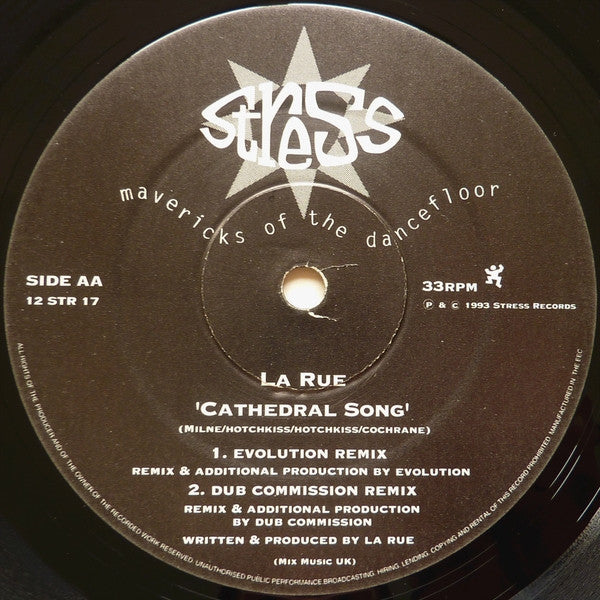 stress
mavericks of the dancefloor
SIDE AA
12 STR 17
33RPM
℗ & © 1993 STRESS RECORDS
LA RUE
'CATHEDRAL SONG'
(MILNE/HOTCHKISS/HOTCHKISS/COCHRANE)
1. EVOLUTION REMIX
REMIX & ADDITIONAL PRODUCTION BY EVOLUTION
2. DUB COMMISSION REMIX
REMIX & ADDITIONAL PRODUCTION
BY DUB COMMISSION
WRITTEN & PRODUCED BY LA RUE
(MIX MUSIC UK)
ALL RIGHTS OF THE PRODUCER AND OF THE OWNER OF THE RECORDED WORK RESERVED. UNAUTHORISED PUBLIC PERFORMANCE BROADCASTING, HIRING, LENDING, COPYING AND RENTAL OF THIS RECORD PROHIBITED. MANUFACTURED IN THE EEC